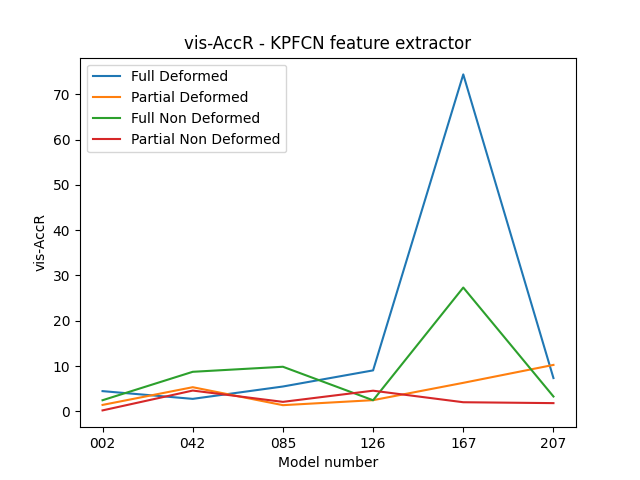 vis-AccR - KPFCN feature extractor
Full Deformed
Partial Deformed
Full Non Deformed
Partial Non Deformed
vis-AccR
70
60
50
40
30
20
10
0
002 042 085 126 167 207
Model number